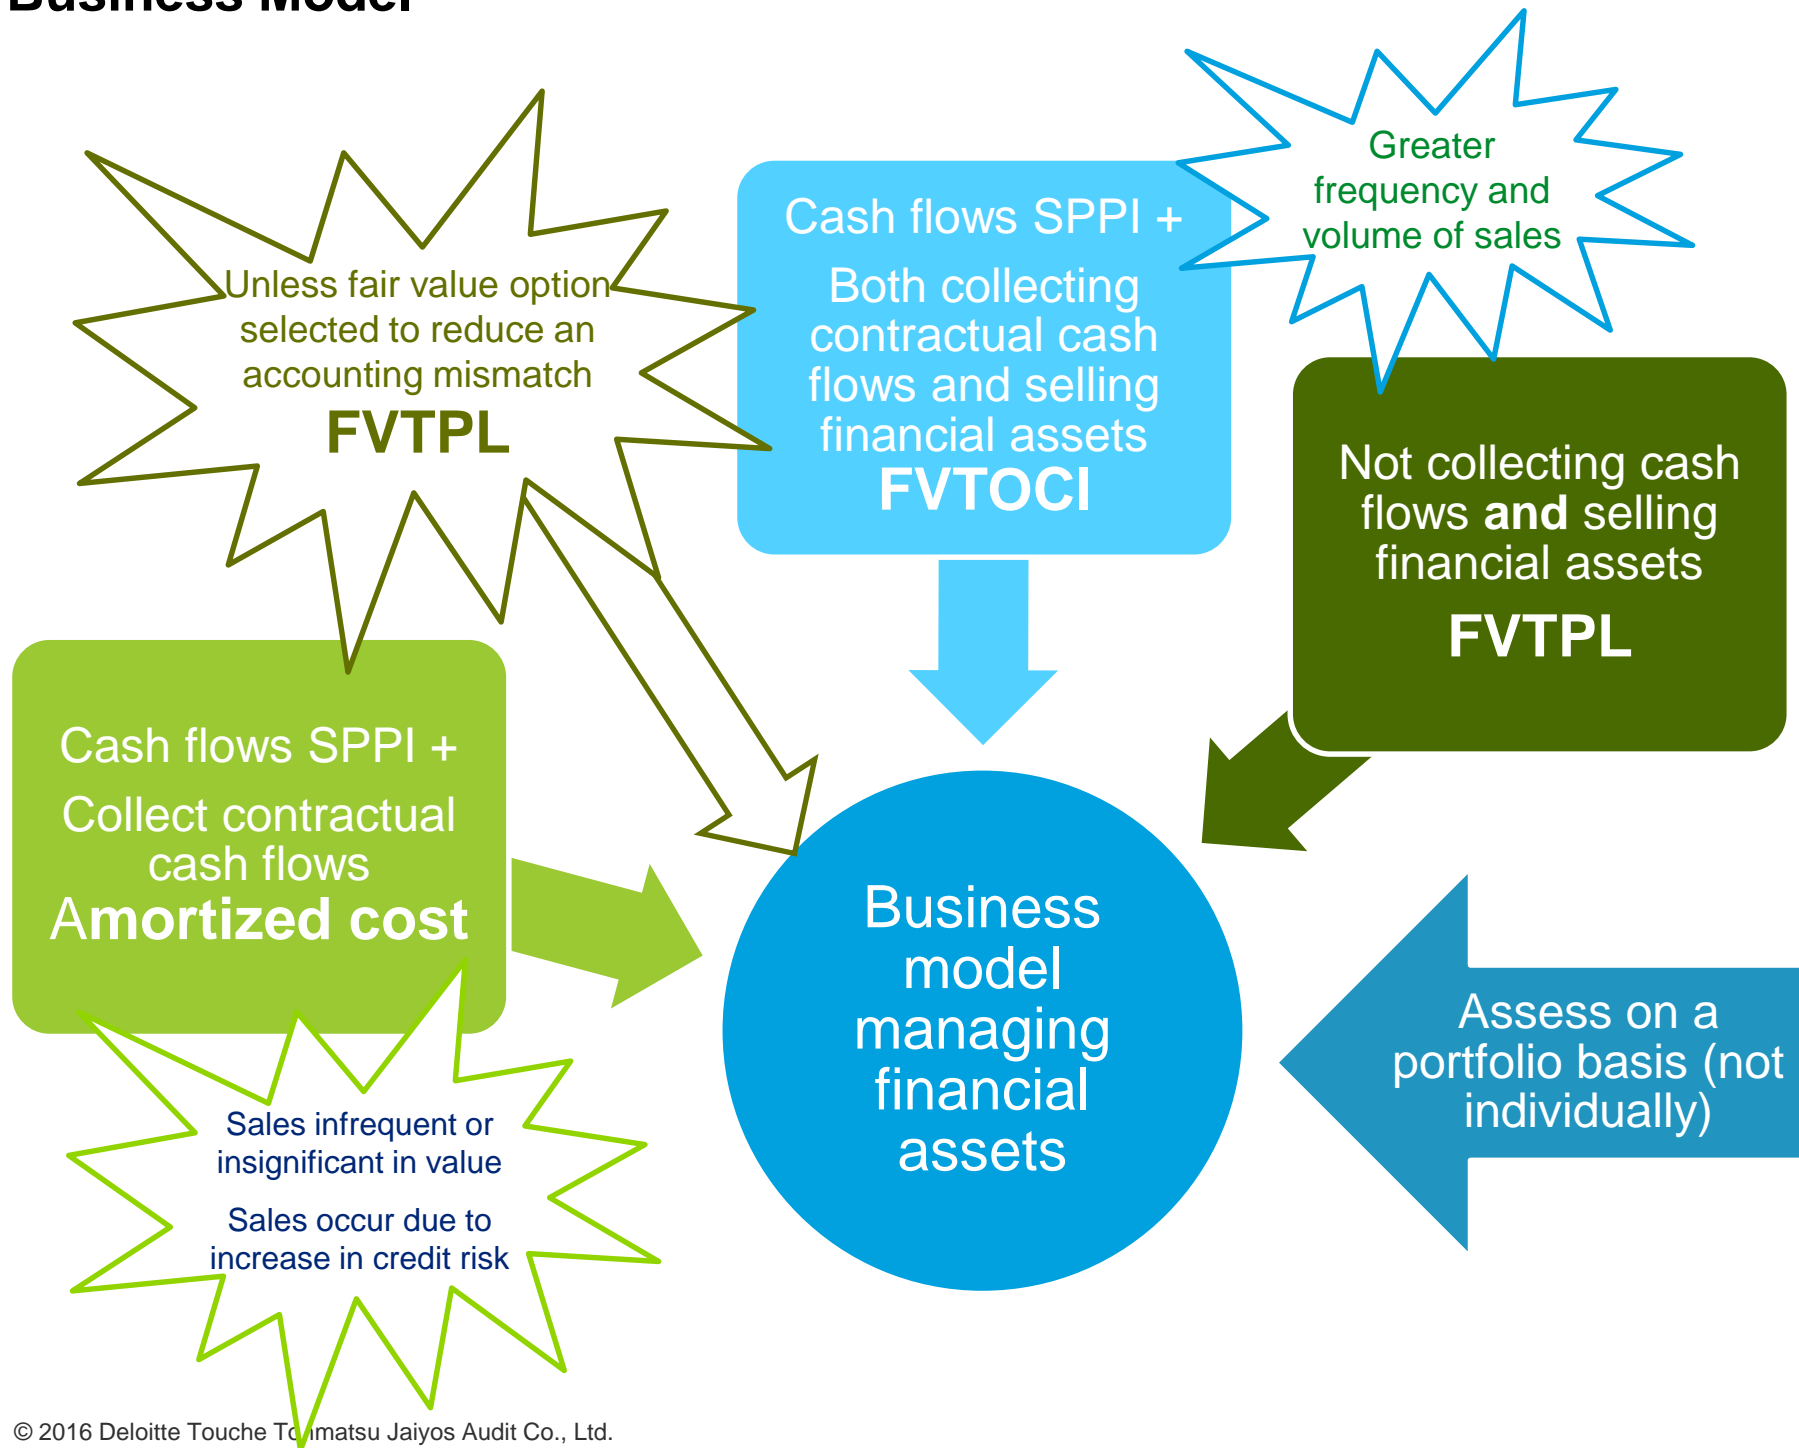 Business Model
Greater
frequency and
volume of sales
Unless fair value option
selected to reduce an
accounting mismatch
FVTPL
Cash flows SPPI +
Both collecting
contractual cash
flows and selling
financial assets
FVTOCI
Not collecting cash
flows and selling
financial assets
FVTPL
Cash flows SPPI +
Collect contractual
cash flows
Amortized cost
Business
model
managing
financial
assets
Assess on a
portfolio basis (not
individually)
Sales infrequent or
insignificant in value
Sales occur due to
increase in credit risk
© 2016 Deloitte Touche Tohmatsu Jaiyos Audit Co., Ltd.